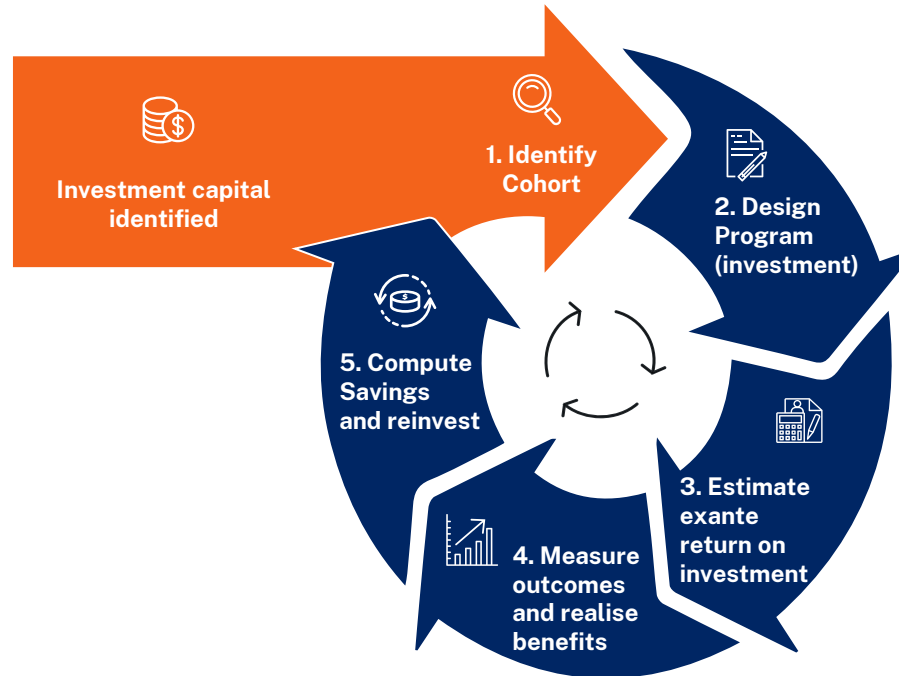 Investment capital
identified
1. Identify
Cohort
2. Design
Program
(investment)
3. Estimate
exante
return on
investment
4. Measure
outcomes
and realise
benefits
5. Compute
Savings
and reinvest
$
$